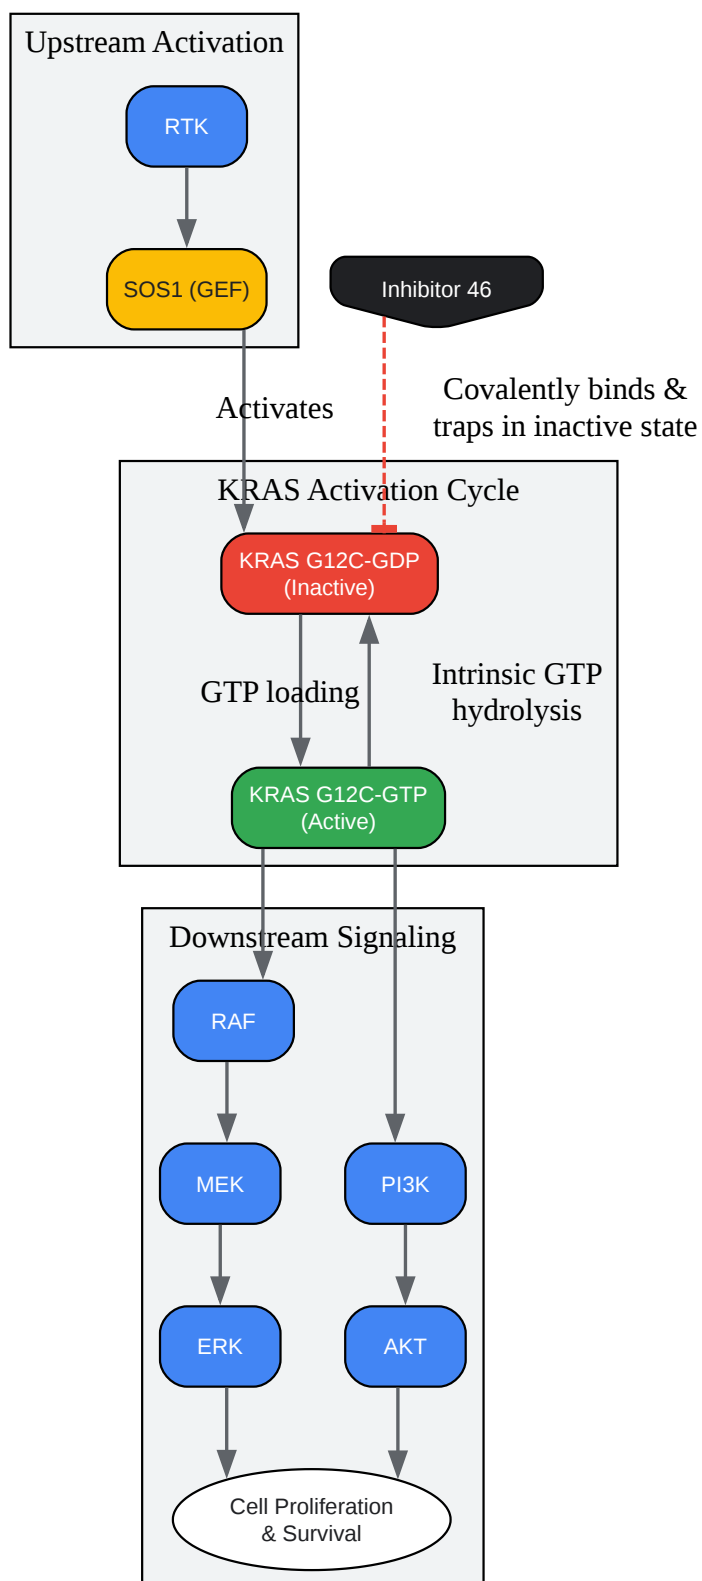 Upstream Activation
RTK
SOS1 (GEF)
Inhibitor 46
Activates
Covalently binds &
traps in inactive state
KRAS Activation Cycle
KRAS G12C-GDP
(Inactive)
GTP loading
Intrinsic GTP
hydrolysis
KRAS G12C-GTP
(Active)
Downstream Signaling
RAF
MEK
PI3K
ERK
AKT
Cell Proliferation
& Survival